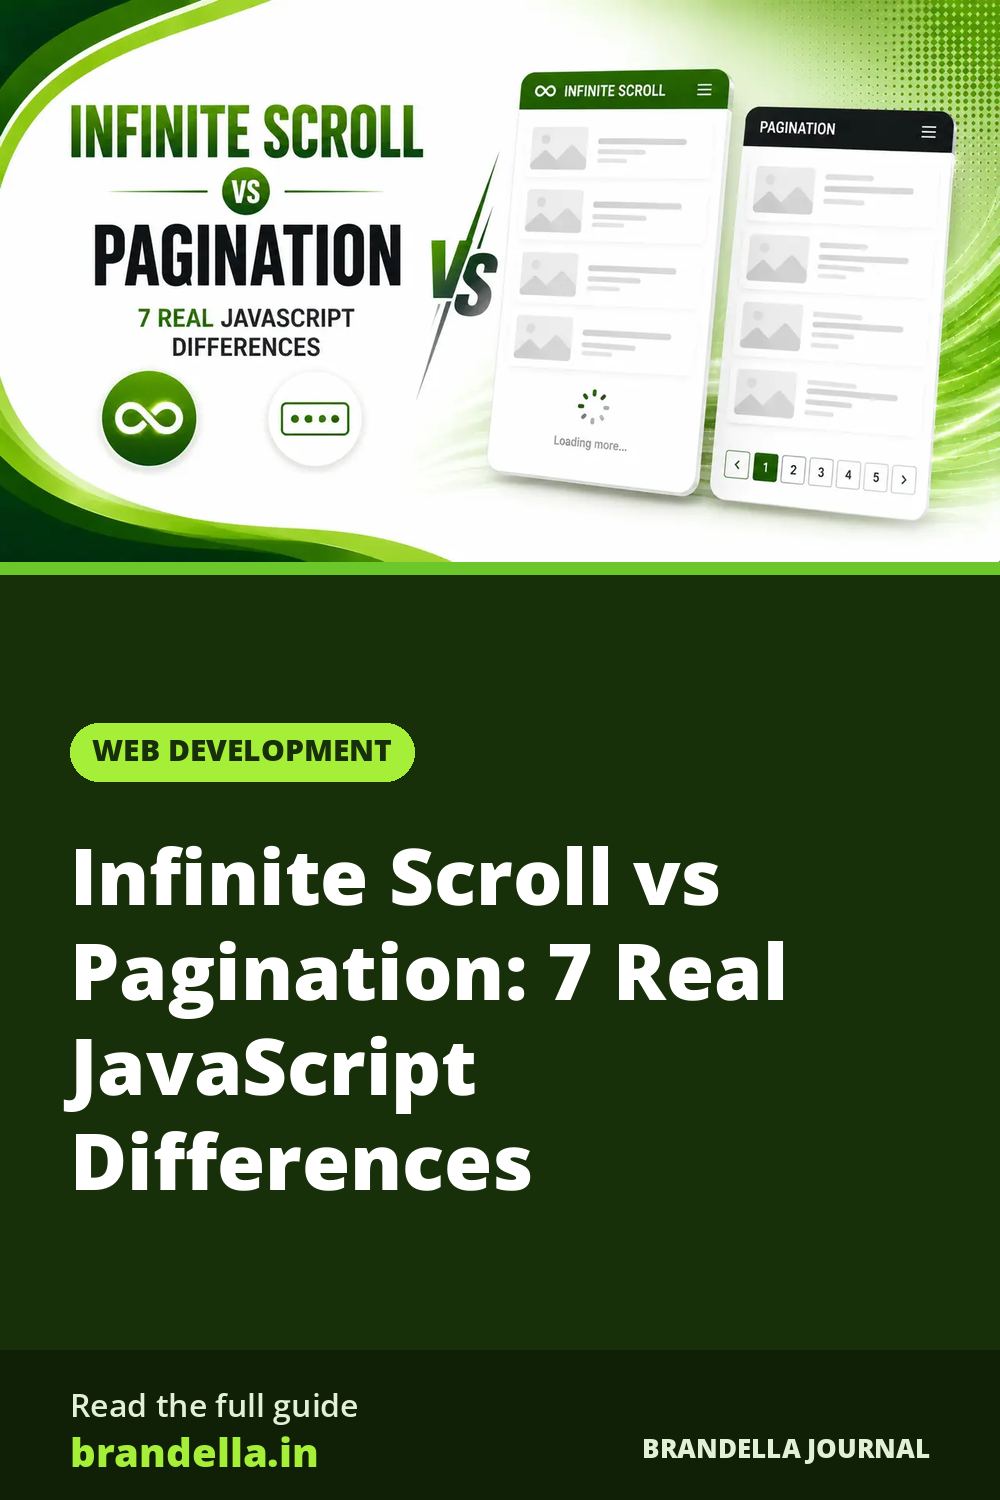 INFINITE SCROLL
VS
PAGINATION
7 REAL JAVASCRIPT
DIFFERENCES
VS
INFINITE SCROLL
Loading more...
PAGINATION
1 2 3 4 5
WEB DEVELOPMENT
Infinite Scroll vs
Pagination: 7 Real
JavaScript
Differences
Read the full guide
brandella.in
BRANDELLA JOURNAL